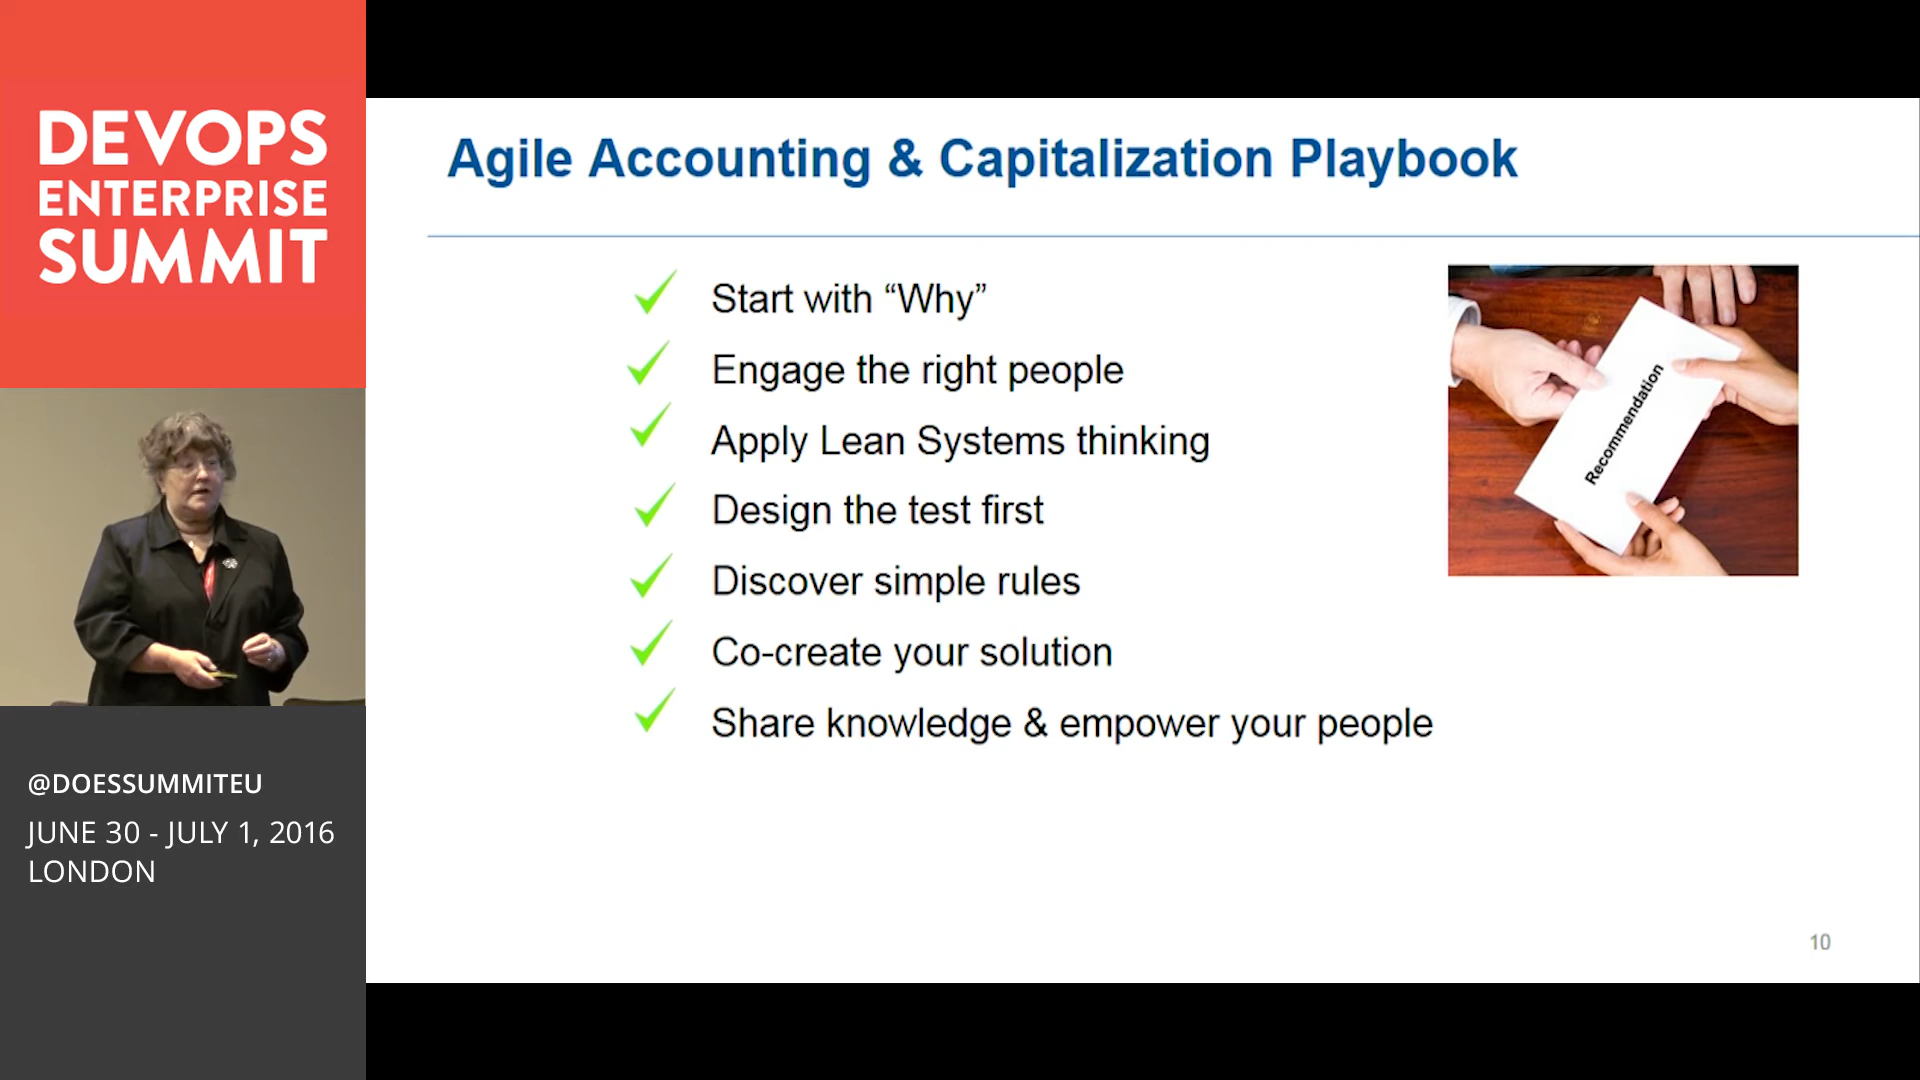 DEVOPS
ENTERPRISE
SUMMIT
@DOESSUMMITEU
JUNE 30 - JULY 1, 2016
LONDON
Agile Accounting & Capitalization Playbook
Start with “Why”
Engage the right people
Apply Lean Systems thinking
Design the test first
Discover simple rules
Co-create your solution
Share knowledge & empower your people
Recommendation
10